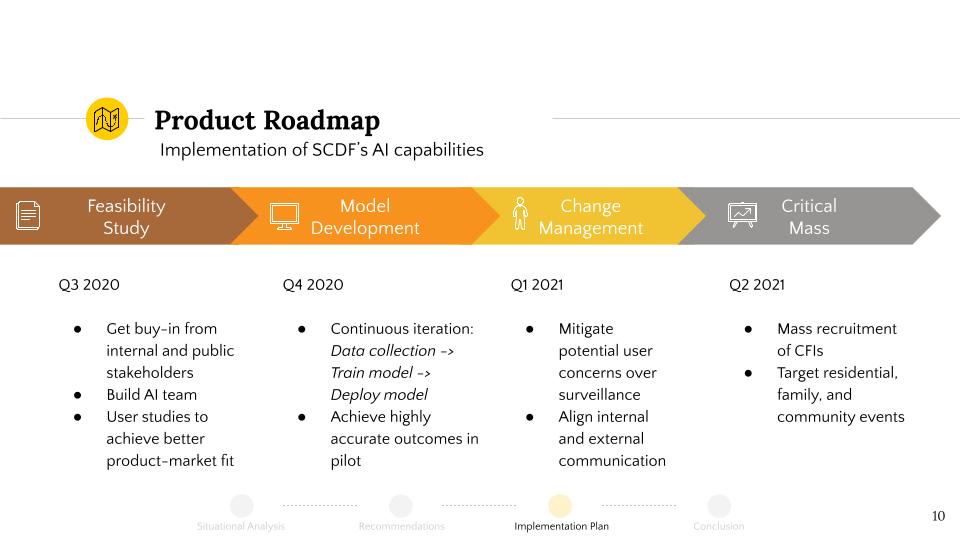 Product Roadmap
Implementation of SCDF's AI capabilities
Feasibility
Study
Model
Development
Change
Management
Critical
Mass
Q3 2020
● Get buy-in from
internal and public
stakeholders
● Build AI team
● User studies to
achieve better
product-market fit
Q4 2020
● Continuous iteration:
Data collection ->
Train model ->
Deploy model
● Achieve highly
accurate outcomes in
pilot
Q1 2021
● Mitigate
potential user
concerns over
surveillance
● Align internal
and external
communication
Q2 2021
● Mass recruitment
of CFIs
● Target residential,
family, and
community events
Situational Analysis
Recommendations
Implementation Plan
Conclusion
10